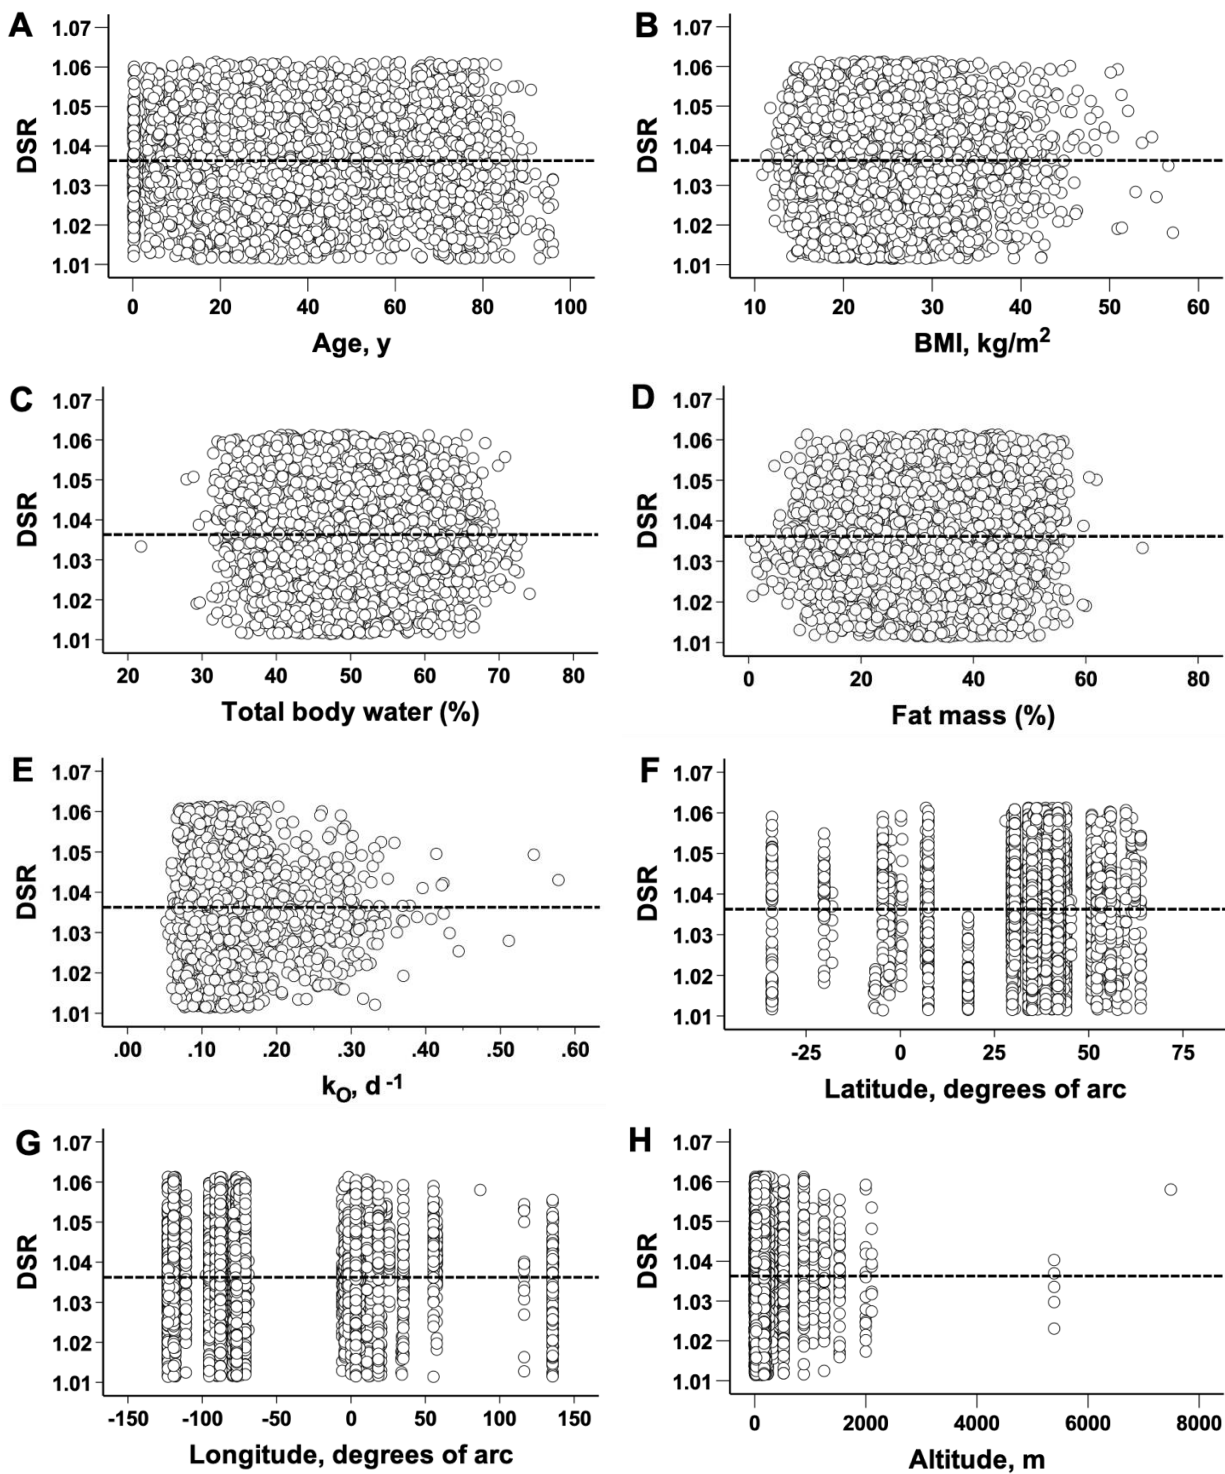 A
DSR
1.07
1.06
1.05
1.04
1.03
1.02
1.01
0 20 40 60 80 100
Age, y
B
DSR
1.07
1.06
1.05
1.04
1.03
1.02
1.01
10 20 30 40 50 60
BMI, kg/m²
C
DSR
1.07
1.06
1.05
1.04
1.03
1.02
1.01
20 30 40 50 60 70 80
Total body water (%)
D
DSR
1.07
1.06
1.05
1.04
1.03
1.02
1.01
0 20 40 60 80
Fat mass (%)
E
DSR
1.07
1.06
1.05
1.04
1.03
1.02
1.01
.00 .10 .20 .30 .40 .50 .60
kO, d⁻¹
F
DSR
1.07
1.06
1.05
1.04
1.03
1.02
1.01
-25 0 25 50 75
Latitude, degrees of arc
G
DSR
1.07
1.06
1.05
1.04
1.03
1.02
1.01
-150 -100 -50 0 50 100 150
Longitude, degrees of arc
H
DSR
1.07
1.06
1.05
1.04
1.03
1.02
1.01
0 2000 4000 6000 8000
Altitude, m